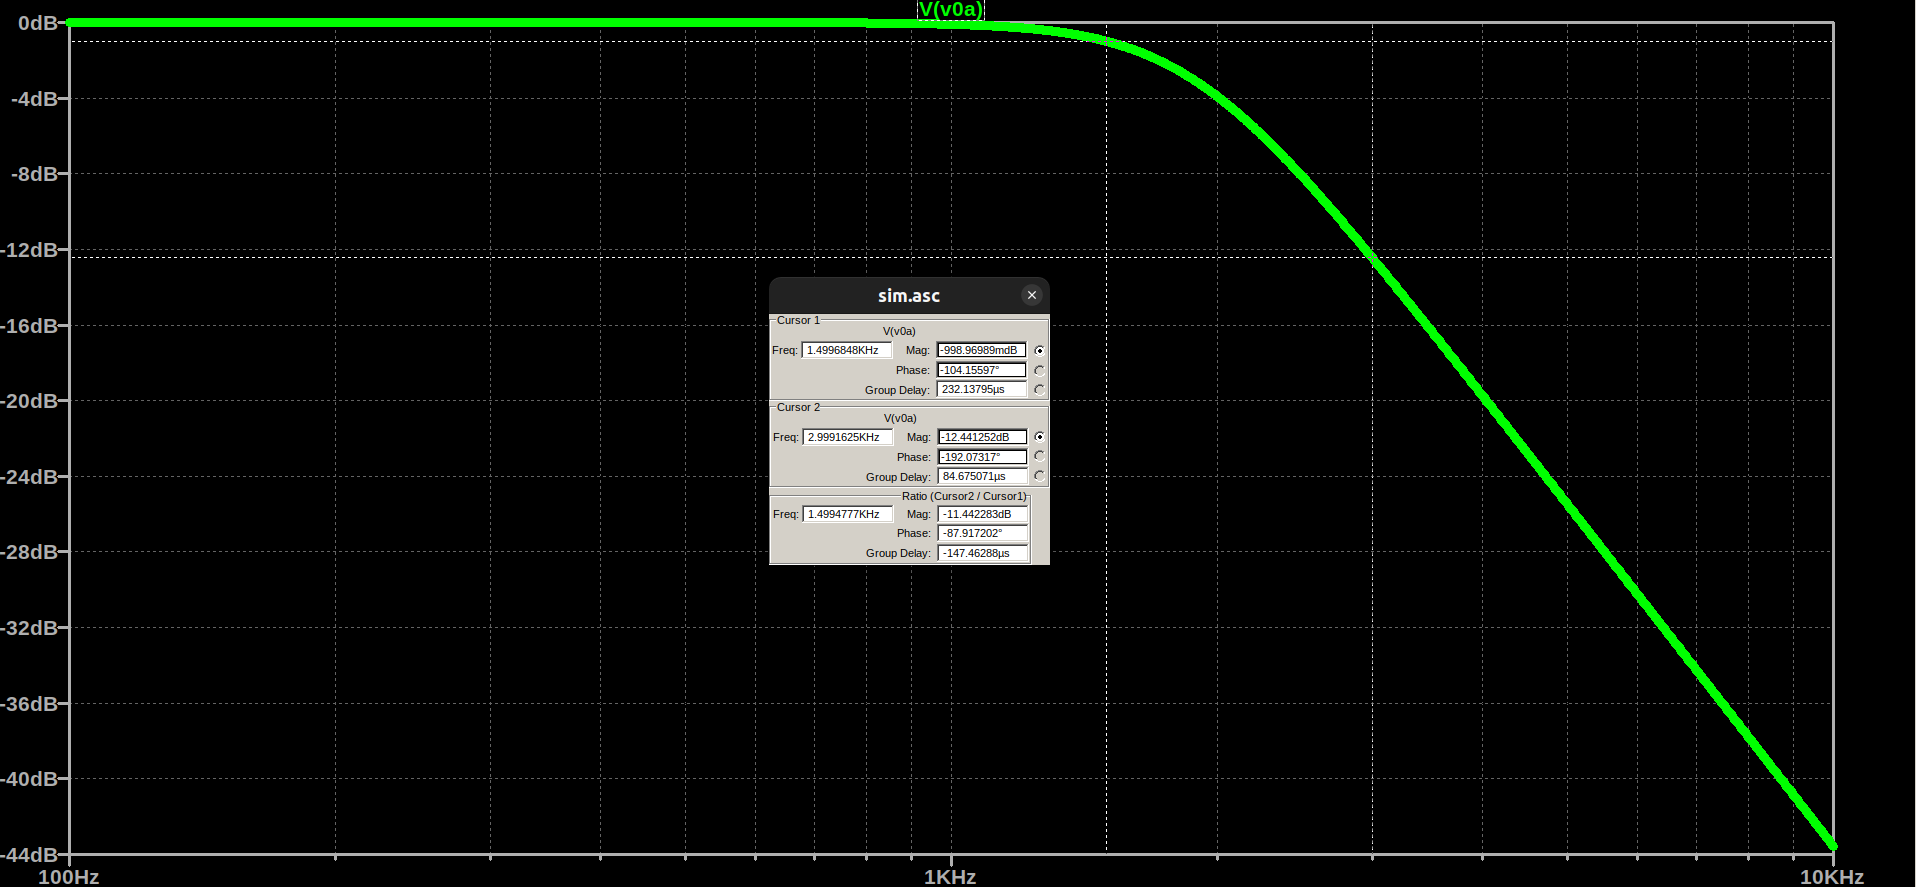 V(v0a)
0dB
-4dB
-8dB
-12dB
-16dB
-20dB
-24dB
-28dB
-32dB
-36dB
-40dB
-44dB
100Hz 1KHz 10KHz
sim.asc
Cursor 1
V(v0a)
Freq: 1.4996848KHz Mag: -998.96989mdB
Phase: -104.15597°
Group Delay: 232.13795µs
Cursor 2
V(v0a)
Freq: 2.9991625KHz Mag: -12.441252dB
Phase: -192.07317°
Group Delay: 84.675071µs
Ratio (Cursor2 / Cursor1)
Freq: 1.4994777KHz Mag: -11.442283dB
Phase: -87.917202°
Group Delay: -147.46288µs